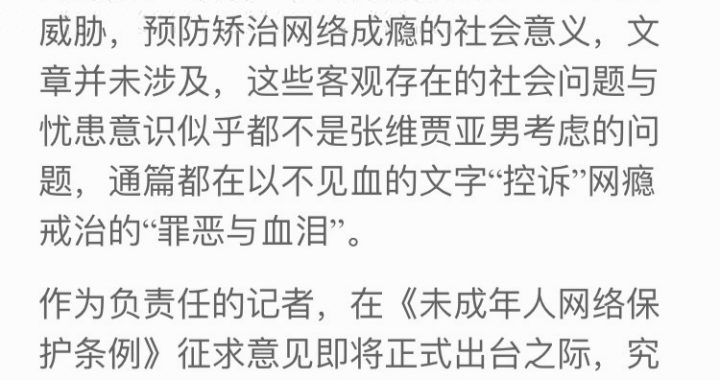 威胁，预防矫治网络成瘾的社会意义，文
章并未涉及，这些客观存在的社会问题与
忧患意识似乎都不是张维贾亚男考虑的问
题，通篇都在以不见血的文字“控诉”网瘾
戒治的“罪恶与血泪”。
作为负责任的记者，在《未成年人网络保
护条例》征求意见即将正式出台之际，究